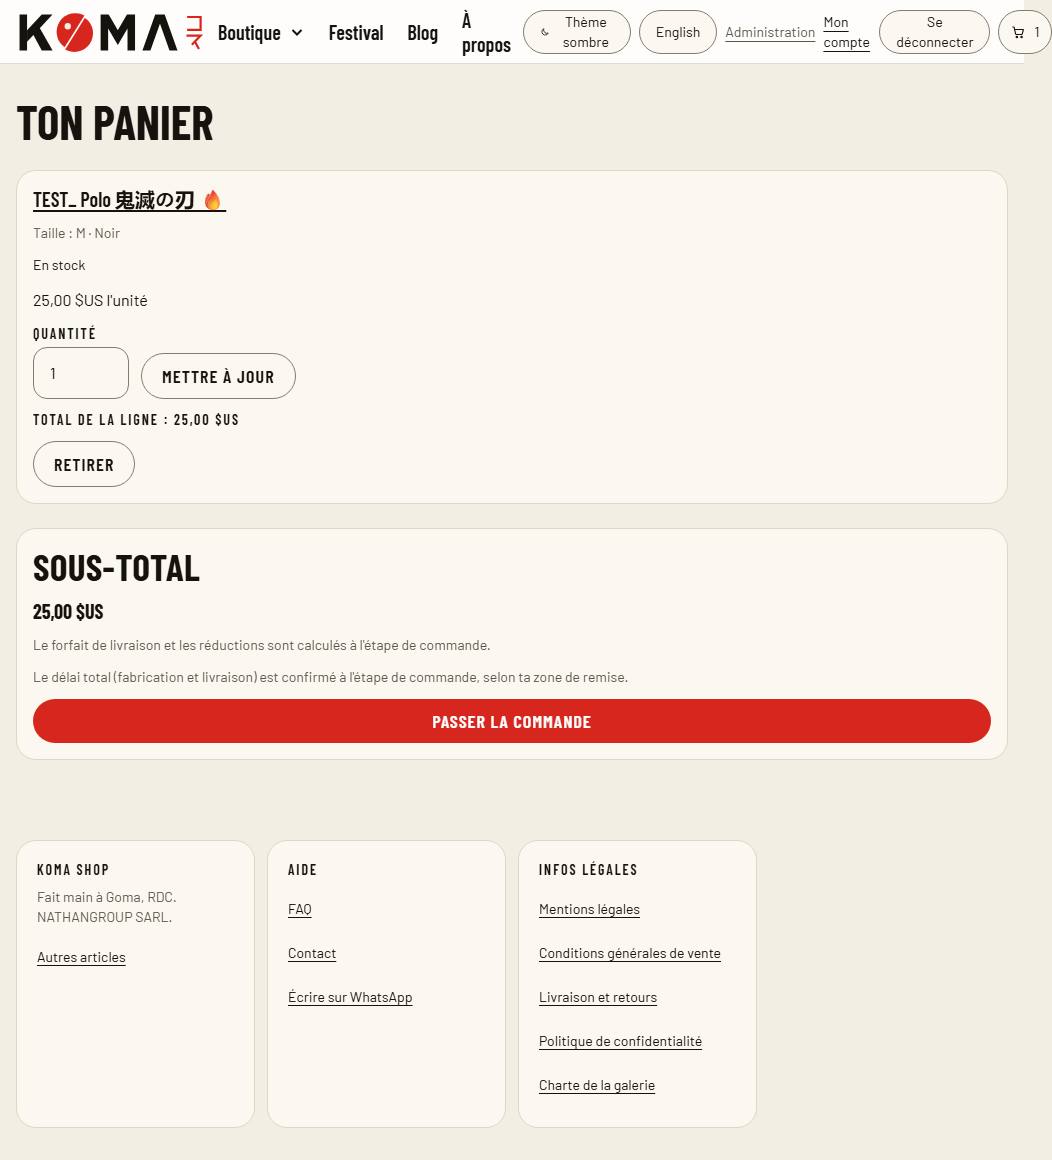 KOMA コマ
Boutique
Festival
Blog
À propos
Thème sombre
English
Administration
Mon compte
Se déconnecter
1
TON PANIER
TEST_ Polo 鬼滅の刃 🔥
Taille : M · Noir
En stock
25,00 $US l'unité
QUANTITÉ
1
METTRE À JOUR
TOTAL DE LA LIGNE : 25,00 $US
RETIRER
SOUS-TOTAL
25,00 $US
Le forfait de livraison et les réductions sont calculés à l'étape de commande.
Le délai total (fabrication et livraison) est confirmé à l'étape de commande, selon ta zone de remise.
PASSER LA COMMANDE
KOMA SHOP
Fait main à Goma, RDC.
NATHANGROUP SARL.
Autres articles
AIDE
FAQ
Contact
Écrire sur WhatsApp
INFOS LÉGALES
Mentions légales
Conditions générales de vente
Livraison et retours
Politique de confidentialité
Charte de la galerie